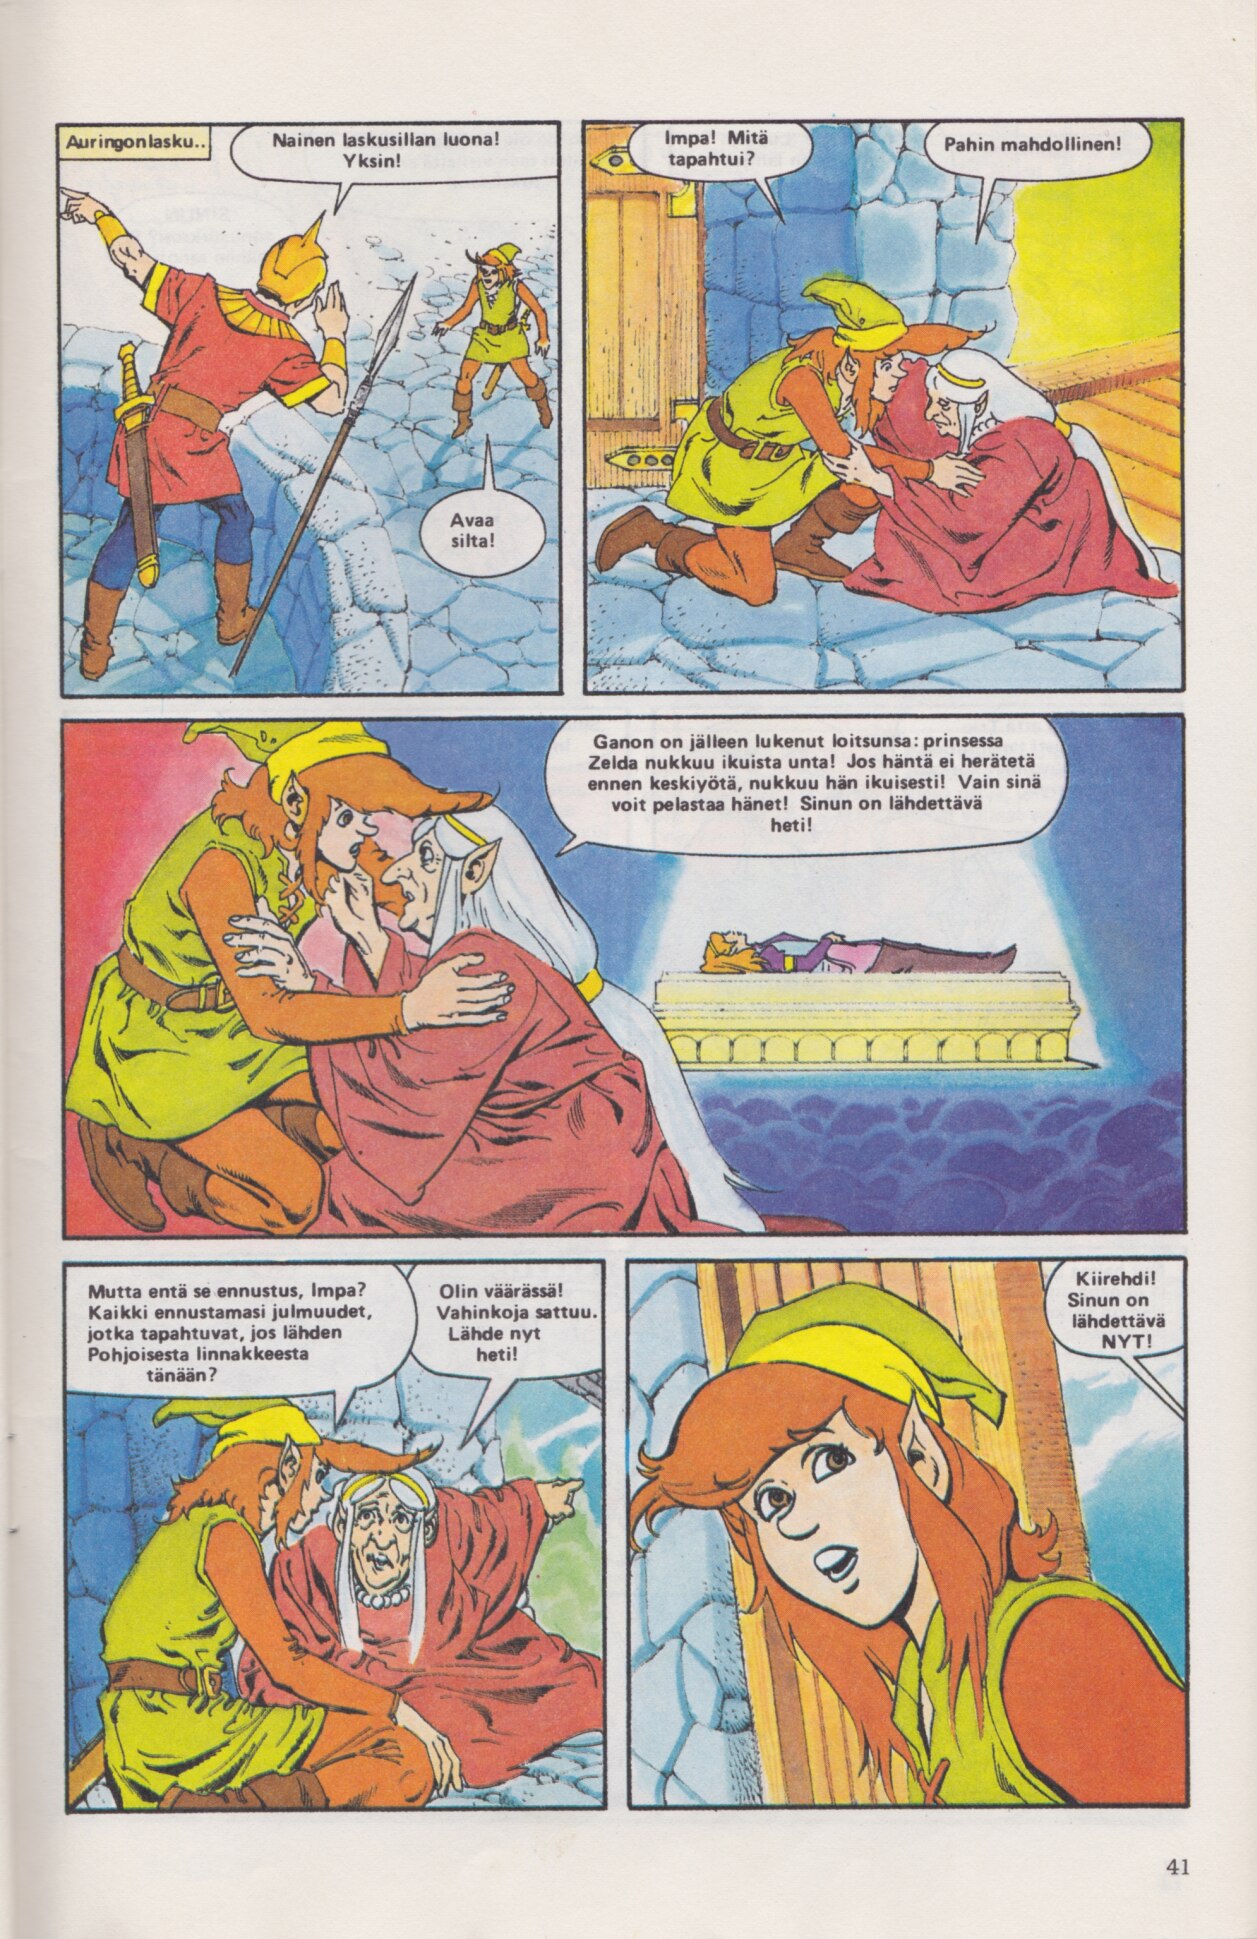 Auringonlasku..
Nainen laskusillan luona!
Yksin!
Avaa
silta!
Impa! Mitä
tapahtui?
Pahin mahdollinen!
Ganon on jälleen lukenut loitsunsa: prinsessa
Zelda nukkuu ikuista unta! Jos häntä ei herätetä
ennen keskiyötä, nukkuu hän ikuisesti! Vain sinä
voit pelastaa hänet! Sinun on lähdettävä
heti!
Mutta entä se ennustus, Impa?
Kaikki ennustamasi julmuudet,
jotka tapahtuvat, jos lähden
Pohjoisesta linnakkeesta
tänään?
Olin väärässä!
Vahinkoja sattuu.
Lähde nyt
heti!
Kiirehdi!
Sinun on
lähdettävä
NYT!
41